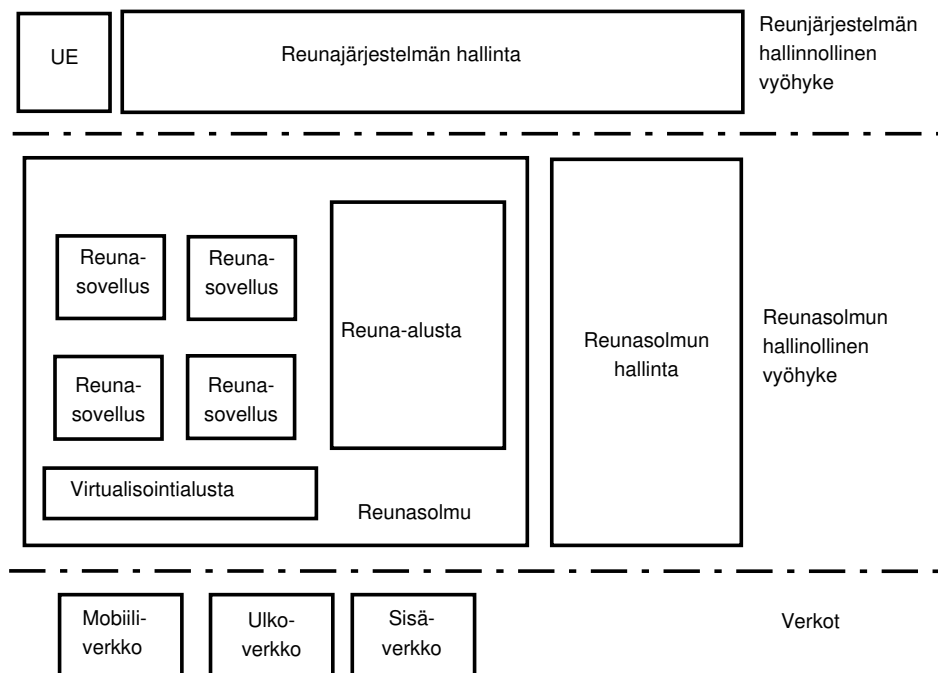 UE
Reunajärjestelmän hallinta
Reunjärjestelmän
hallinnollinen
vyöhyke
Reuna-
sovellus
Reuna-
sovellus
Reuna-
sovellus
Reuna-
sovellus
Reuna-alusta
Virtualisointialusta
Reunasolmu
Reunasolmun
hallinta
Reunasolmun
hallinollinen
vyöhyke
Mobiili-
verkko
Ulko-
verkko
Sisä-
verkko
Verkot